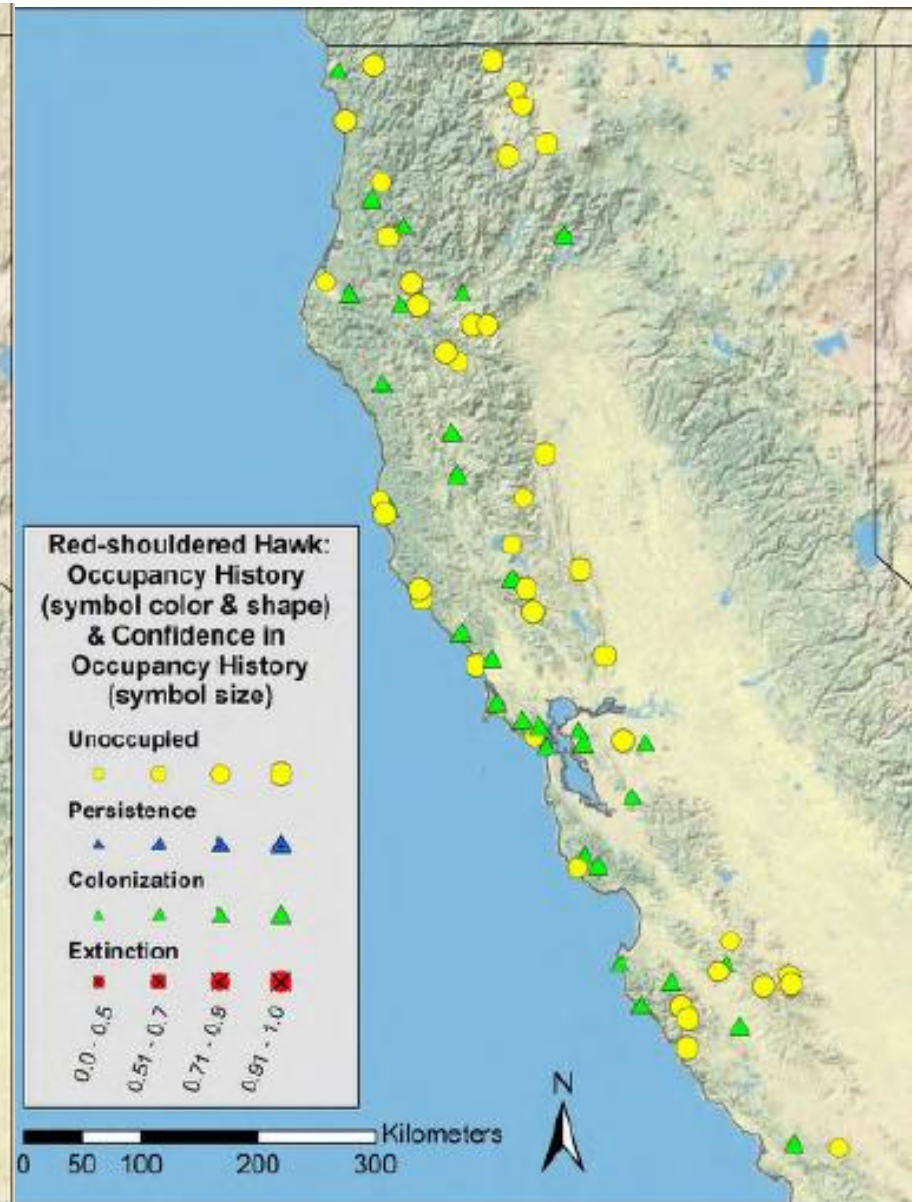 Red-shouldered Hawk:
Occupancy History
(symbol color & shape)
& Confidence in
Occupancy History
(symbol size)
Unoccupied
Persistence
Colonization
Extinction
0.0 - 0.5
0.51 - 0.7
0.71 - 0.9
0.91 - 1.0
N
Kilometers
0 50 100 200 300